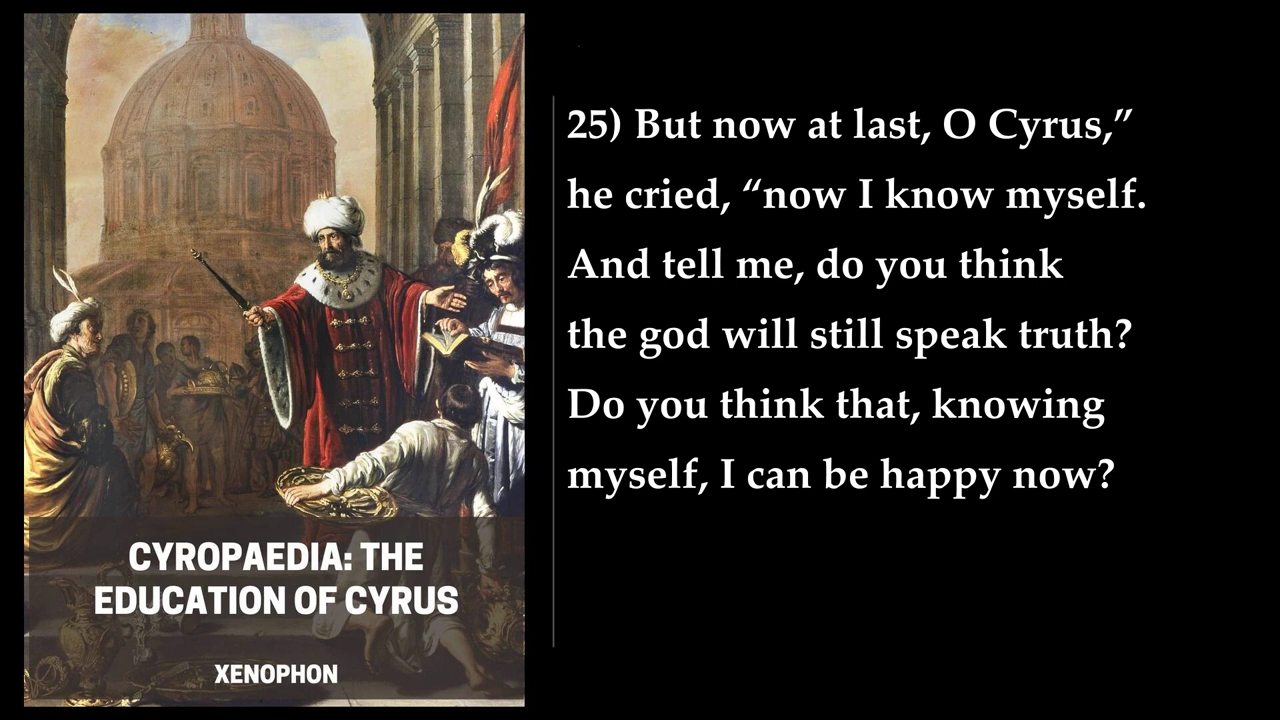 25) But now at last, O Cyrus,”
he cried, “now I know myself.
And tell me, do you think
the god will still speak truth?
Do you think that, knowing
myself, I can be happy now?
CYROPAEDIA: THE
EDUCATION OF CYRUS
XENOPHON